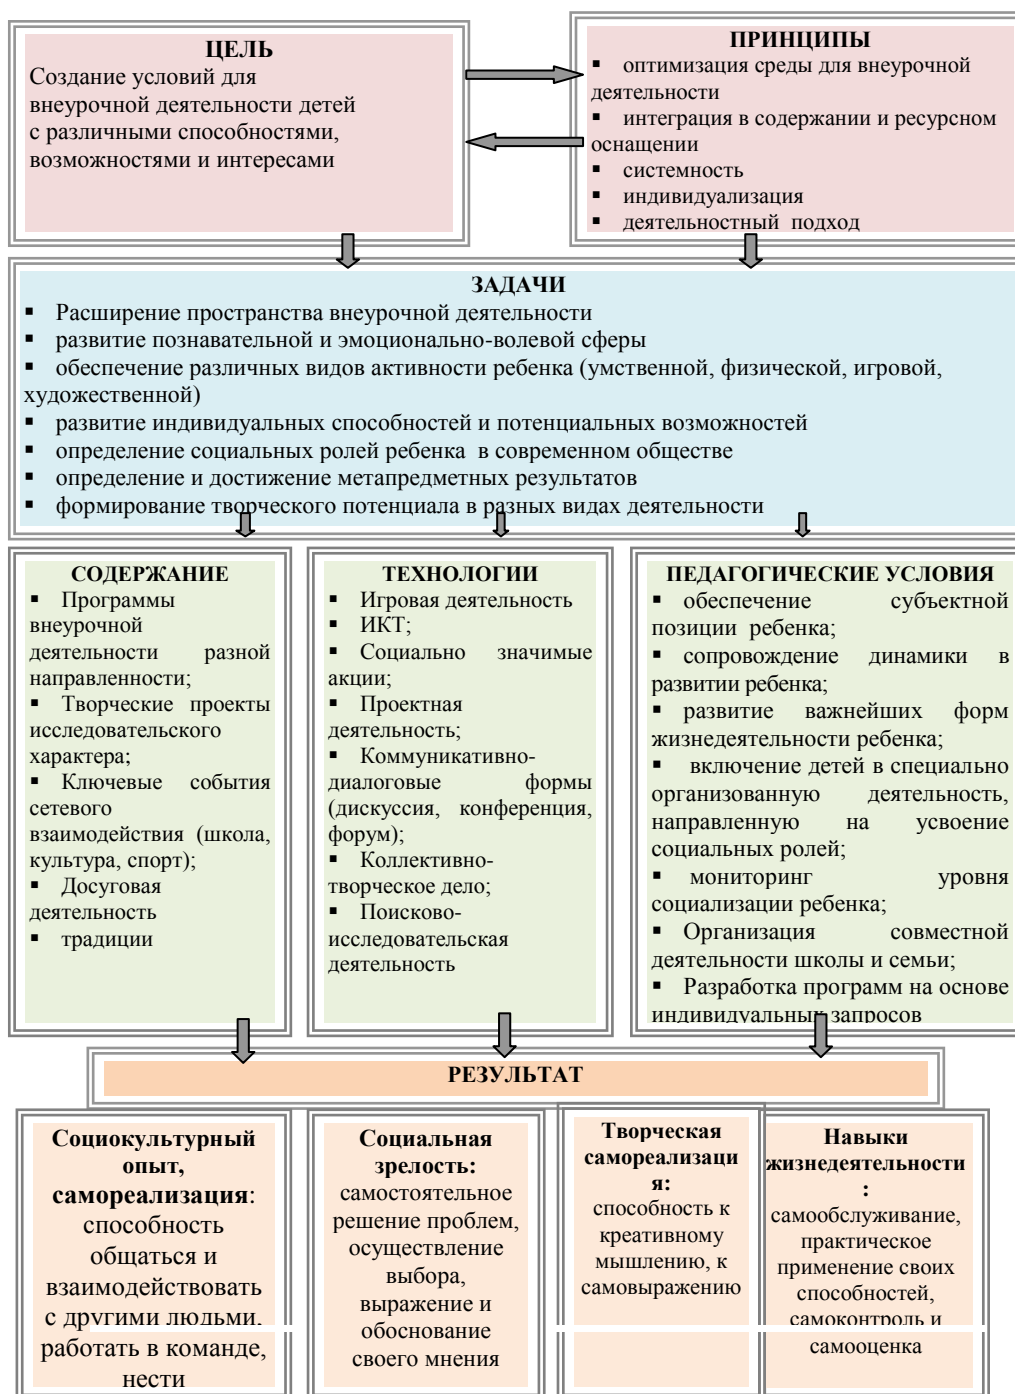 ЦЕЛЬ
Создание условий для
внеурочной деятельности детей
с различными способностями,
возможностями и интересами
ПРИНЦИПЫ
▪ оптимизация среды для внеурочной
деятельности
▪ интеграция в содержании и ресурсном
оснащении
▪ системность
▪ индивидуализация
▪ деятельностный подход
ЗАДАЧИ
▪ Расширение пространства внеурочной деятельности
▪ развитие познавательной и эмоционально-волевой сферы
▪ обеспечение различных видов активности ребенка (умственной, физической, игровой,
художественной)
▪ развитие индивидуальных способностей и потенциальных возможностей
▪ определение социальных ролей ребенка в современном обществе
▪ определение и достижение метапредметных результатов
▪ формирование творческого потенциала в разных видах деятельности
СОДЕРЖАНИЕ
▪ Программы
внеурочной
деятельности разной
направленности;
▪ Творческие проекты
исследовательского
характера;
▪ Ключевые события
сетевого
взаимодействия (школа,
культура, спорт);
▪ Досуговая
деятельность
▪ традиции
ТЕХНОЛОГИИ
▪ Игровая деятельность
▪ ИКТ;
▪ Социально значимые
акции;
▪ Проектная
деятельность;
▪ Коммуникативно-
диалоговые формы
(дискуссия, конференция,
форум);
▪ Коллективно-
творческое дело;
▪ Поисково-
исследовательская
деятельность
ПЕДАГОГИЧЕСКИЕ УСЛОВИЯ
▪ обеспечение субъектной
позиции ребенка;
▪ сопровождение динамики в
развитии ребенка;
▪ развитие важнейших форм
жизнедеятельности ребенка;
▪ включение детей в специально
организованную деятельность,
направленную на усвоение
социальных ролей;
▪ мониторинг уровня
социализации ребенка;
▪ Организация совместной
деятельности школы и семьи;
▪ Разработка программ на основе
индивидуальных запросов
РЕЗУЛЬТАТ
Социокультурный
опыт,
самореализация:
способность
общаться и
взаимодействовать
с другими людьми,
работать в команде,
нести
Социальная
зрелость:
самостоятельное
решение проблем,
осуществление
выбора,
выражение и
обоснование
своего мнения
Творческая
самореализаци
я:
способность к
креативному
мышлению, к
самовыражению
Навыки
жизнедеятельности
:
самообслуживание,
практическое
применение своих
способностей,
самоконтроль и
самооценка